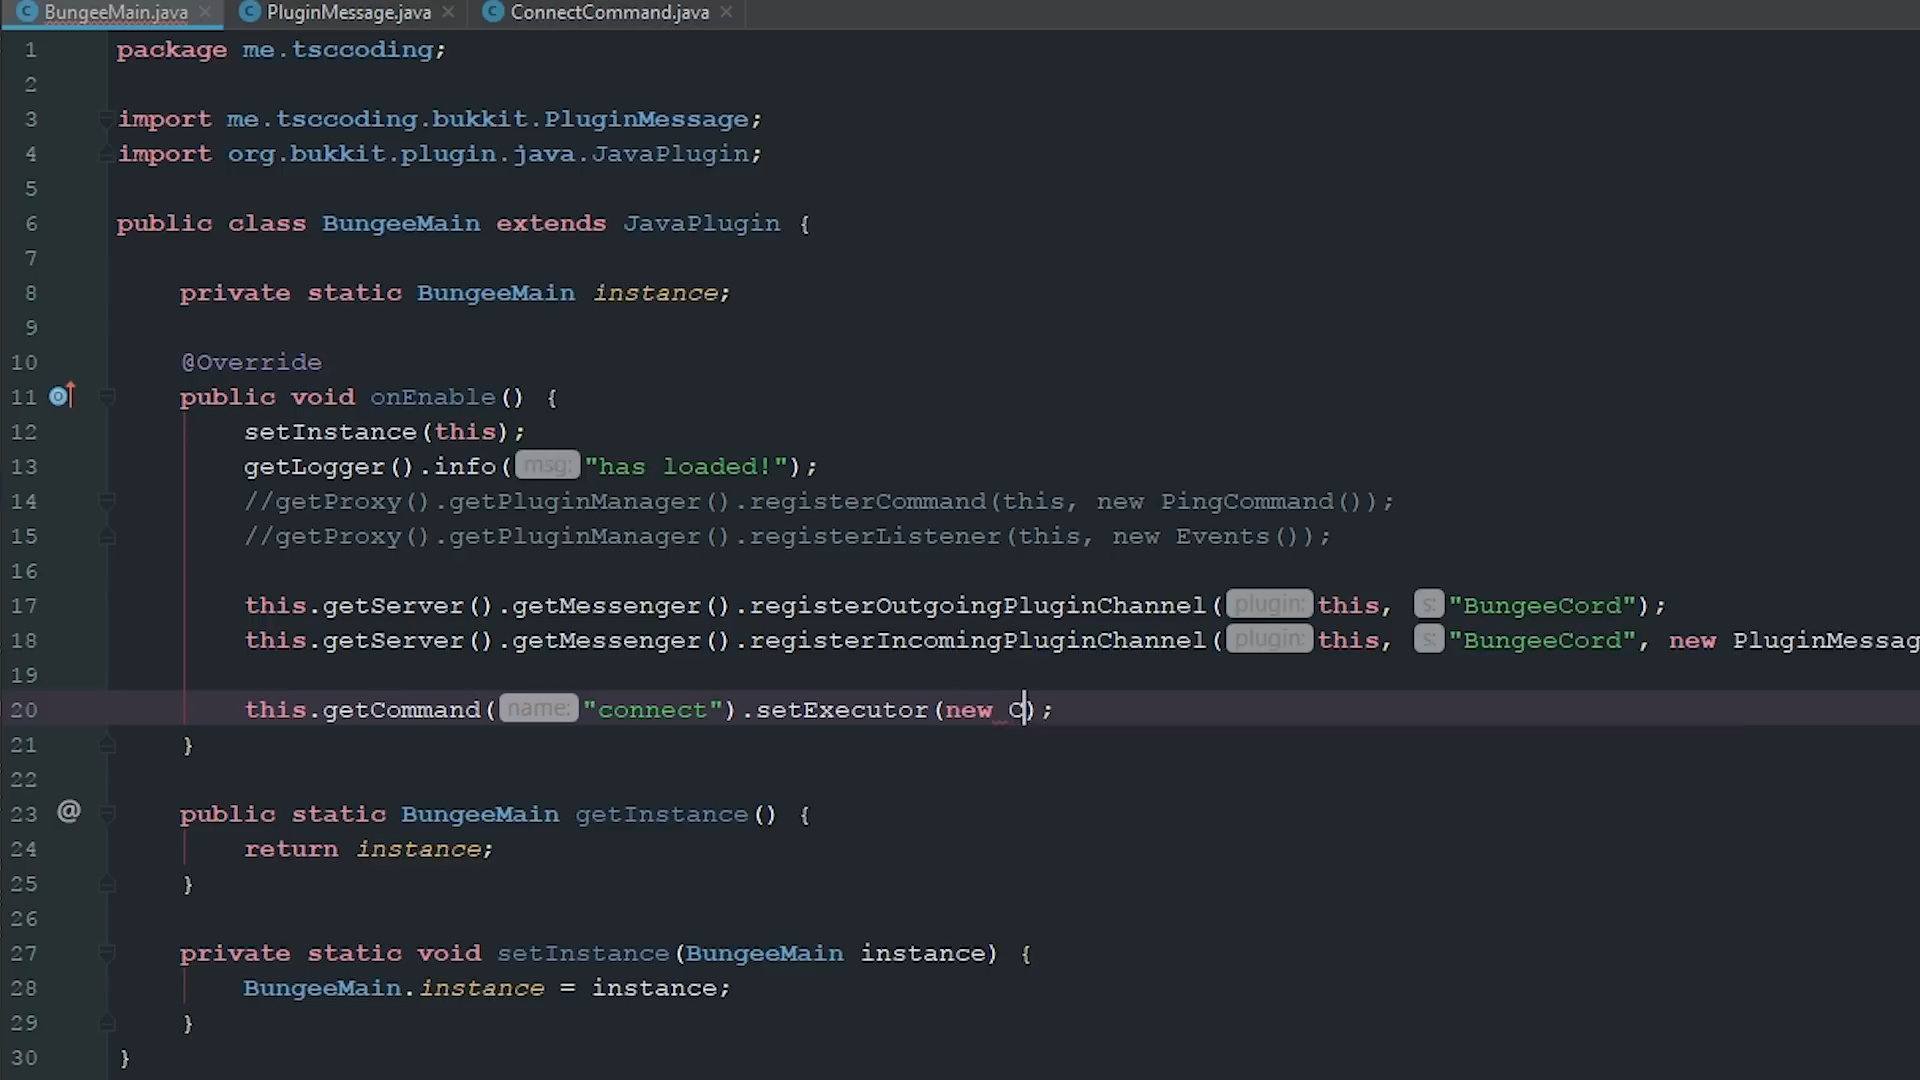 BungeeMain.java PluginMessage.java ConnectCommand.java
1 package me.tsccoding;
2
3 import me.tsccoding.bukkit.PluginMessage;
4 import org.bukkit.plugin.java.JavaPlugin;
5
6 public class BungeeMain extends JavaPlugin {
7
8 private static BungeeMain instance;
9
10 @Override
11 public void onEnable() {
12 setInstance(this);
13 getLogger().info( msg: "has loaded!");
14 //getProxy().getPluginManager().registerCommand(this, new PingCommand());
15 //getProxy().getPluginManager().registerListener(this, new Events());
16
17 this.getServer().getMessenger().registerOutgoingPluginChannel( plugin: this, s: "BungeeCord");
18 this.getServer().getMessenger().registerIncomingPluginChannel( plugin: this, s: "BungeeCord", new PluginMessag
19
20 this.getCommand( name: "connect").setExecutor(new C);
21 }
22
23 public static BungeeMain getInstance() {
24 return instance;
25 }
26
27 private static void setInstance(BungeeMain instance) {
28 BungeeMain.instance = instance;
29 }
30 }